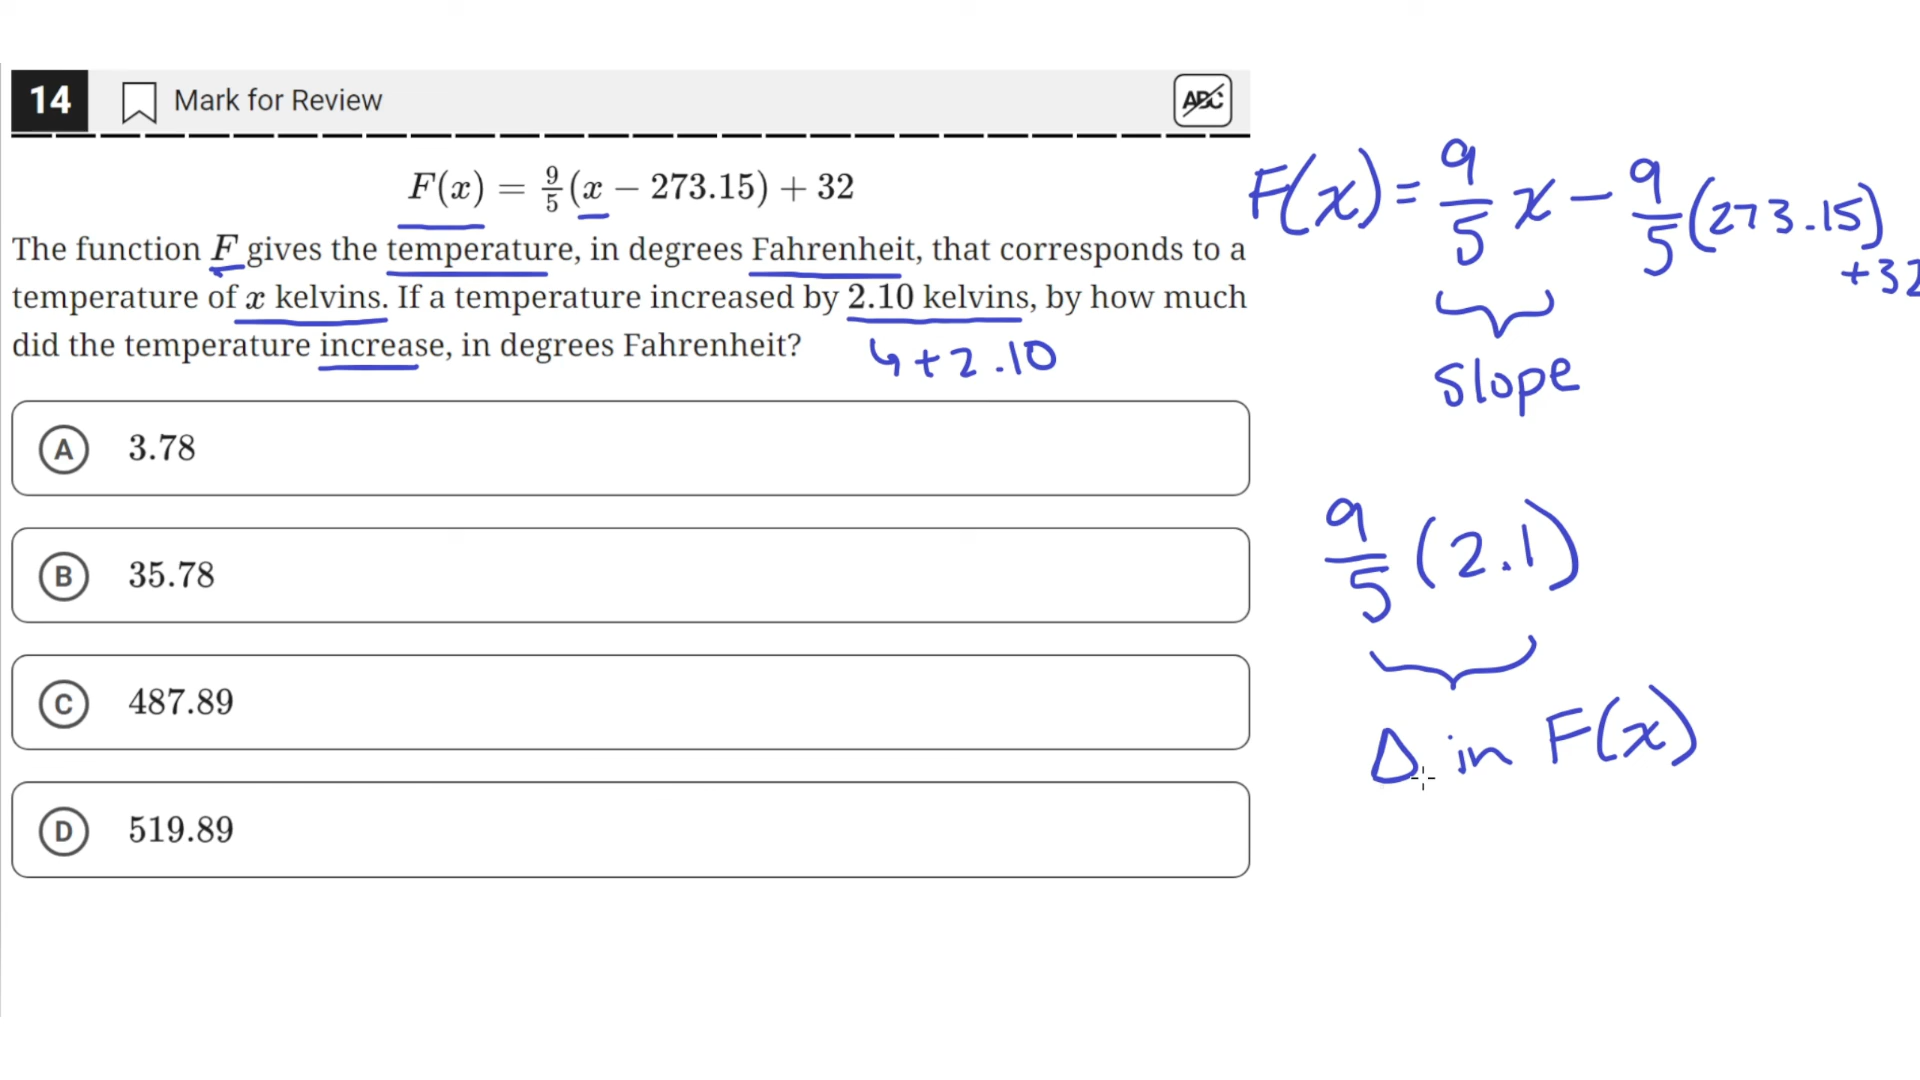 14 Mark for Review ABC
F(x) = 9/5 (x − 273.15) + 32
The function F gives the temperature, in degrees Fahrenheit, that corresponds to a
temperature of x kelvins. If a temperature increased by 2.10 kelvins, by how much
did the temperature increase, in degrees Fahrenheit?
↳ +2.10
A 3.78
B 35.78
C 487.89
D 519.89
F(x) = 9/5 x − 9/5 (273.15)
+32
slope
9/5 (2.1)
Δ in F(x)